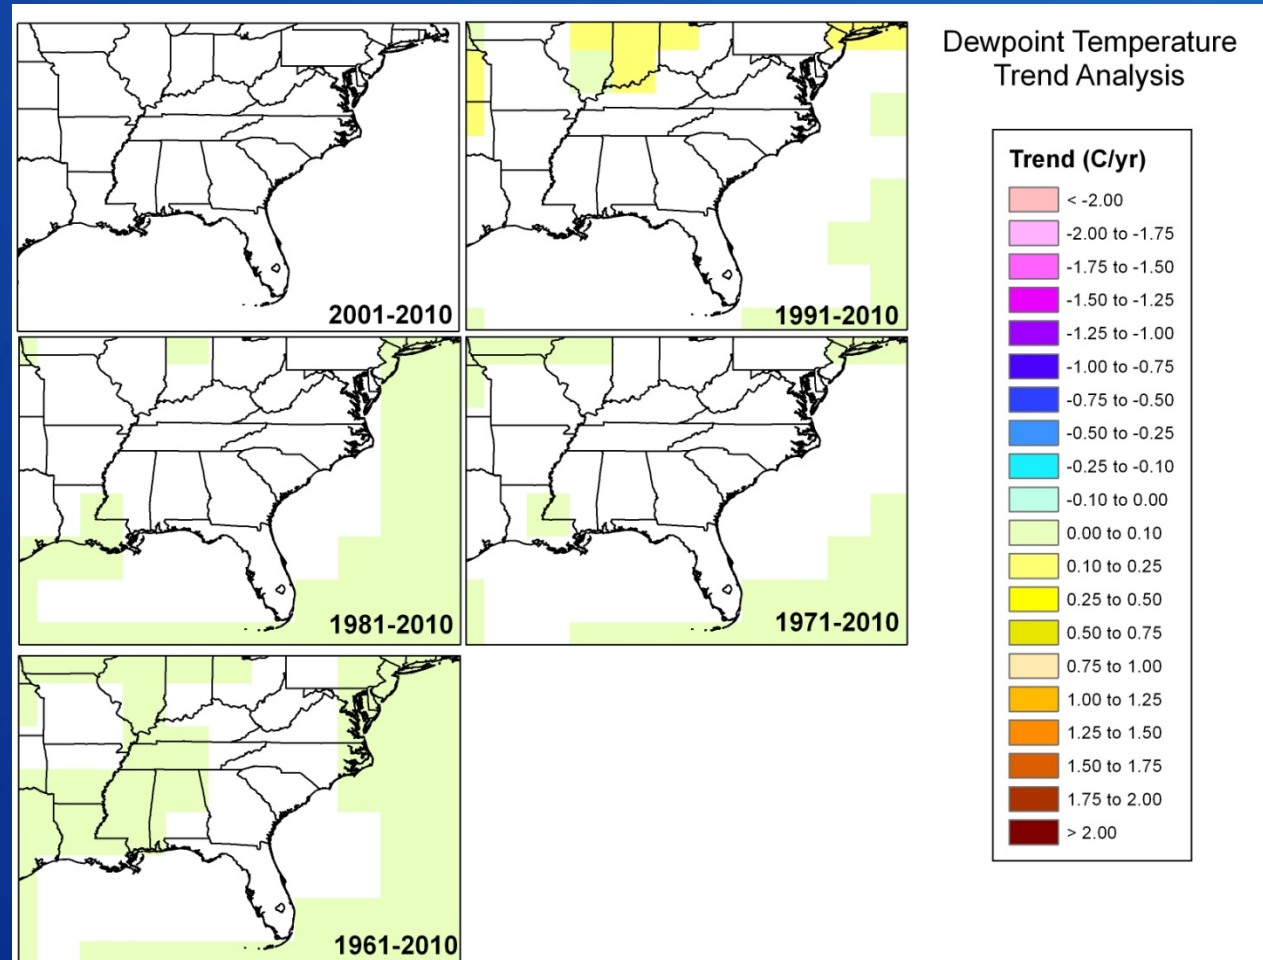 Dewpoint Temperature
Trend Analysis
2001-2010
1991-2010
1981-2010
1971-2010
1961-2010
Trend (C/yr)
< -2.00
-2.00 to -1.75
-1.75 to -1.50
-1.50 to -1.25
-1.25 to -1.00
-1.00 to -0.75
-0.75 to -0.50
-0.50 to -0.25
-0.25 to -0.10
-0.10 to 0.00
0.00 to 0.10
0.10 to 0.25
0.25 to 0.50
0.50 to 0.75
0.75 to 1.00
1.00 to 1.25
1.25 to 1.50
1.50 to 1.75
1.75 to 2.00
> 2.00